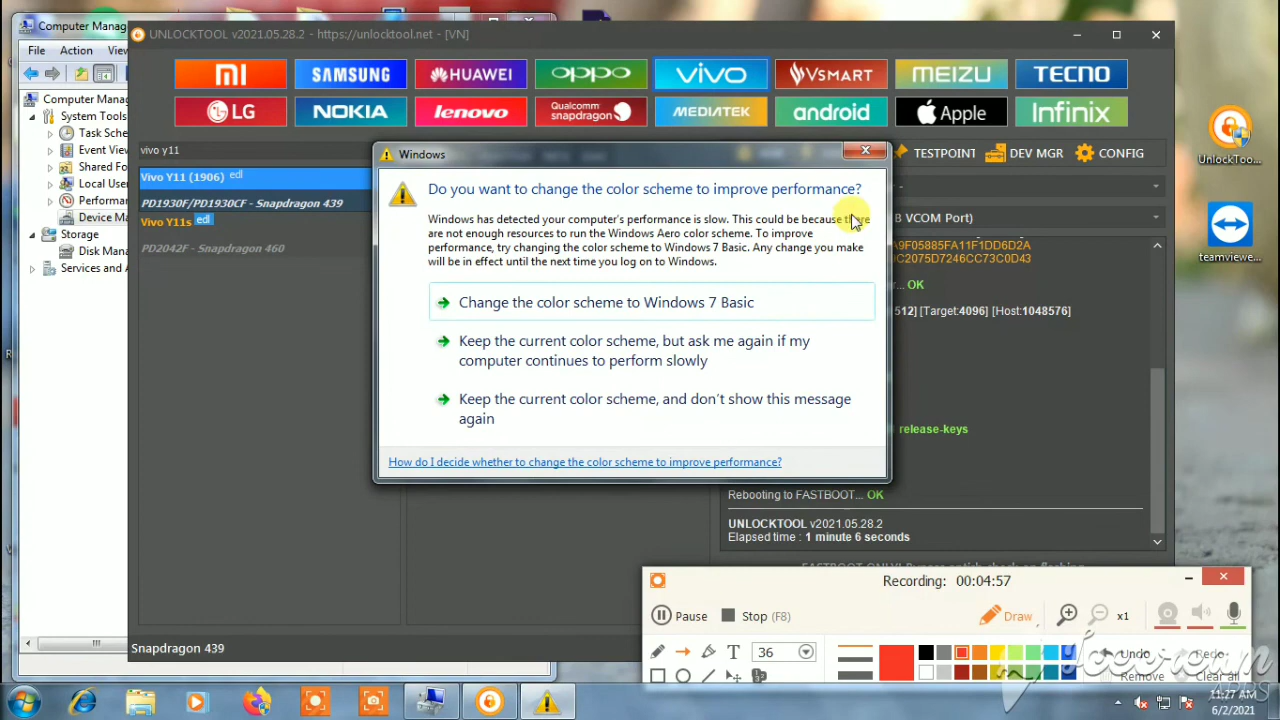 Computer Manag
File Action View
UNLOCKTOOL v2021.05.28.2 - https://unlocktool.net - [VN]
MI SAMSUNG HUAWEI OPPO VIVO VSMART MEIZU TECNO
LG NOKIA lenovo Qualcomm snapdragon MEDIATEK android Apple Infinix
Computer Manag
System Tools
Task Sche
Event View
Shared Fo
Local User
Performa
Device Ma
Storage
Disk Mana
Services and A
vivo y11
Vivo Y11 (1906) edl
PD1930F/PD1930CF - Snapdragon 439
Vivo Y11s edl
PD2042F - Snapdragon 460
TESTPOINT DEV MGR CONFIG
B VCOM Port)
A9F05885FA11F1DD6D2A
C2075D7246CC73C0D43
.. OK
512] [Target:4096] [Host:1048576]
release-keys
Rebooting to FASTBOOT... OK
UNLOCKTOOL v2021.05.28.2
Elapsed time : 1 minute 6 seconds
Windows
Do you want to change the color scheme to improve performance?
Windows has detected your computer's performance is slow. This could be because there
are not enough resources to run the Windows Aero color scheme. To improve
performance, try changing the color scheme to Windows 7 Basic. Any change you make
will be in effect until the next time you log on to Windows.
Change the color scheme to Windows 7 Basic
Keep the current color scheme, but ask me again if my
computer continues to perform slowly
Keep the current color scheme, and don't show this message
again
How do I decide whether to change the color scheme to improve performance?
Snapdragon 439
UnlockToo...
teamviewe...
Recording: 00:04:57
Pause Stop (F8) Draw x1
T 36 Undo Redo
Remove Clear all
11:27 AM
6/2/2021